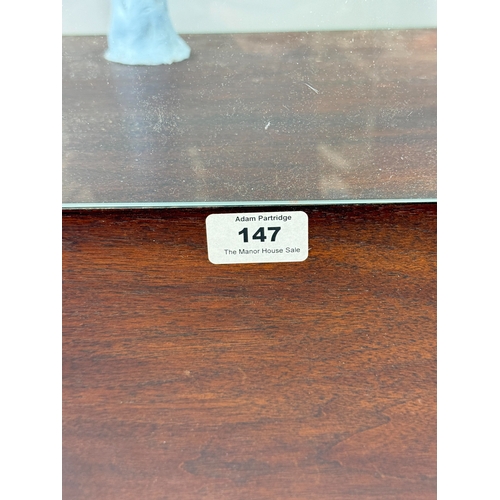 Adam Partridge
147
The Manor House Sale